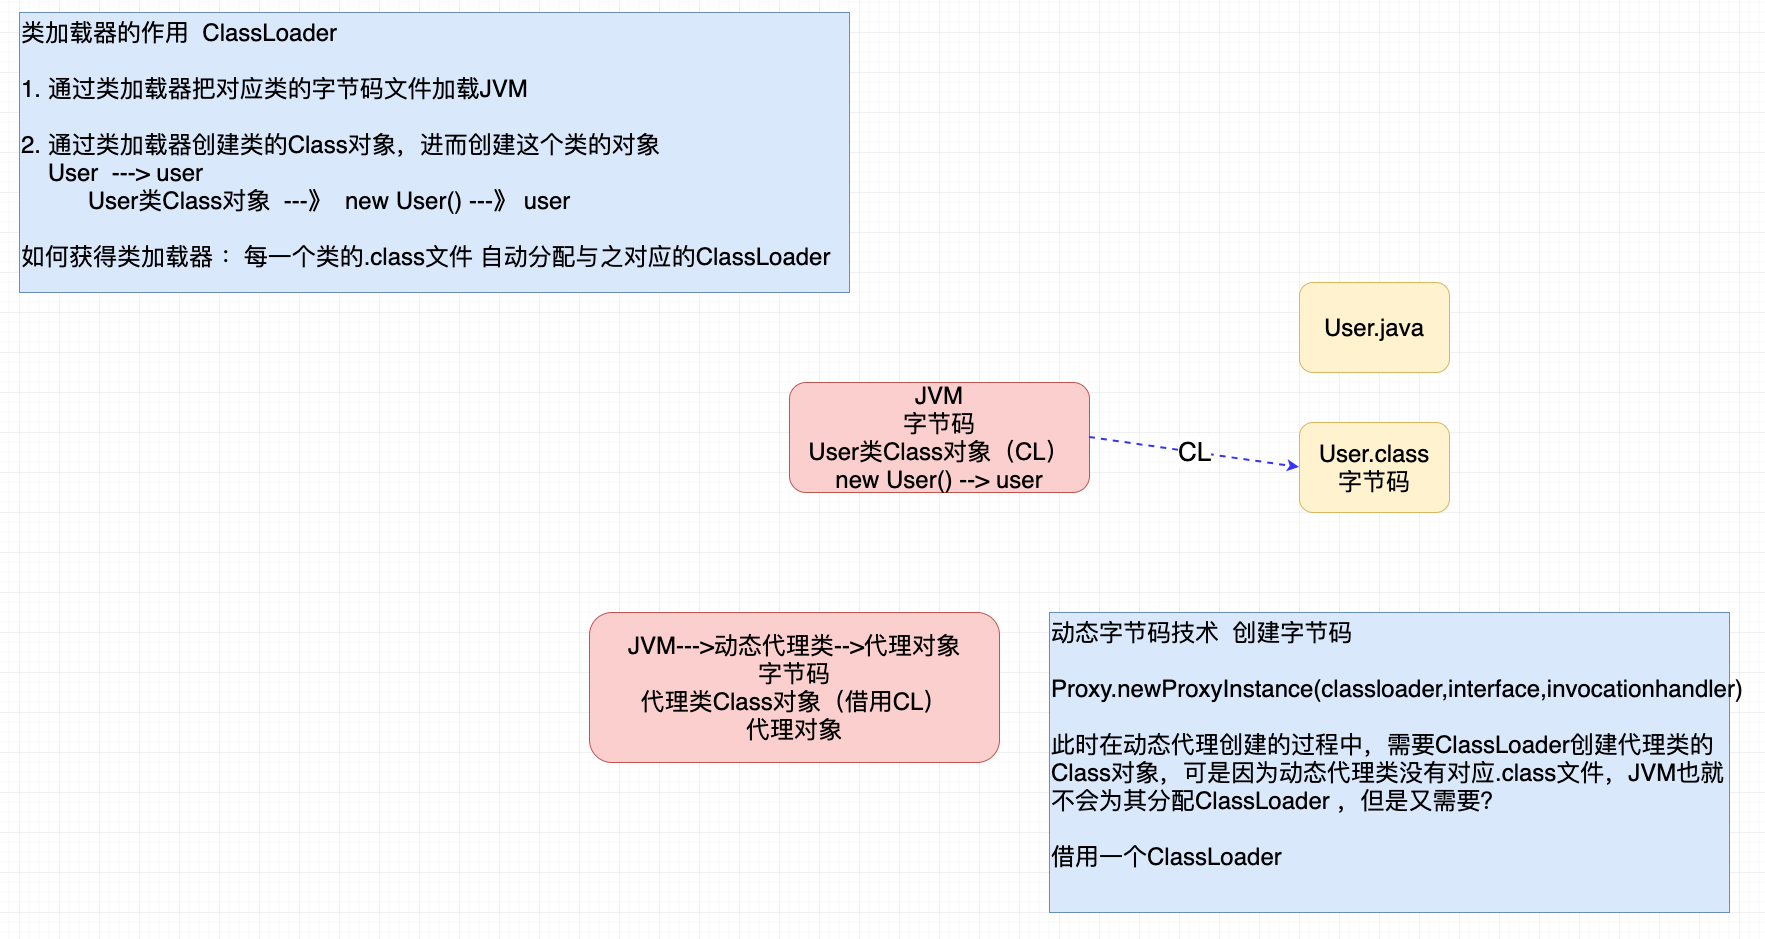 类加载器的作用  ClassLoader
1. 通过类加载器把对应类的字节码文件加载JVM
2. 通过类加载器创建类的Class对象，进而创建这个类的对象
User  ---> user
User类Class对象  ---》  new User() ---》 user
如何获得类加载器： 每一个类的.class文件 自动分配与之对应的ClassLoader
User.java
JVM
字节码
User类Class对象（CL）
new User() --> user
CL
User.class
字节码
JVM--->动态代理类-->代理对象
字节码
代理类Class对象（借用CL）
代理对象
动态字节码技术  创建字节码
Proxy.newProxyInstance(classloader,interface,invocationhandler)
此时在动态代理创建的过程中，需要ClassLoader创建代理类的
Class对象，可是因为动态代理类没有对应.class文件，JVM也就
不会为其分配ClassLoader ，但是又需要?
借用一个ClassLoader